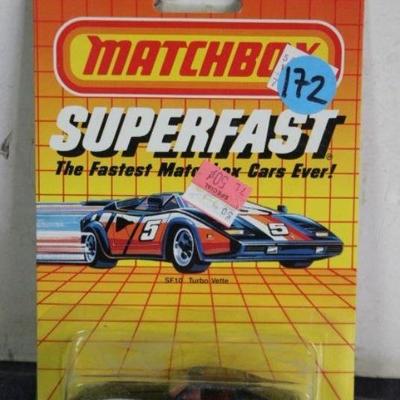 MATCHBOX
172
SUPERFAST
The Fastest Matchbox Cars Ever!
5
5
SF10 Turbo Vette